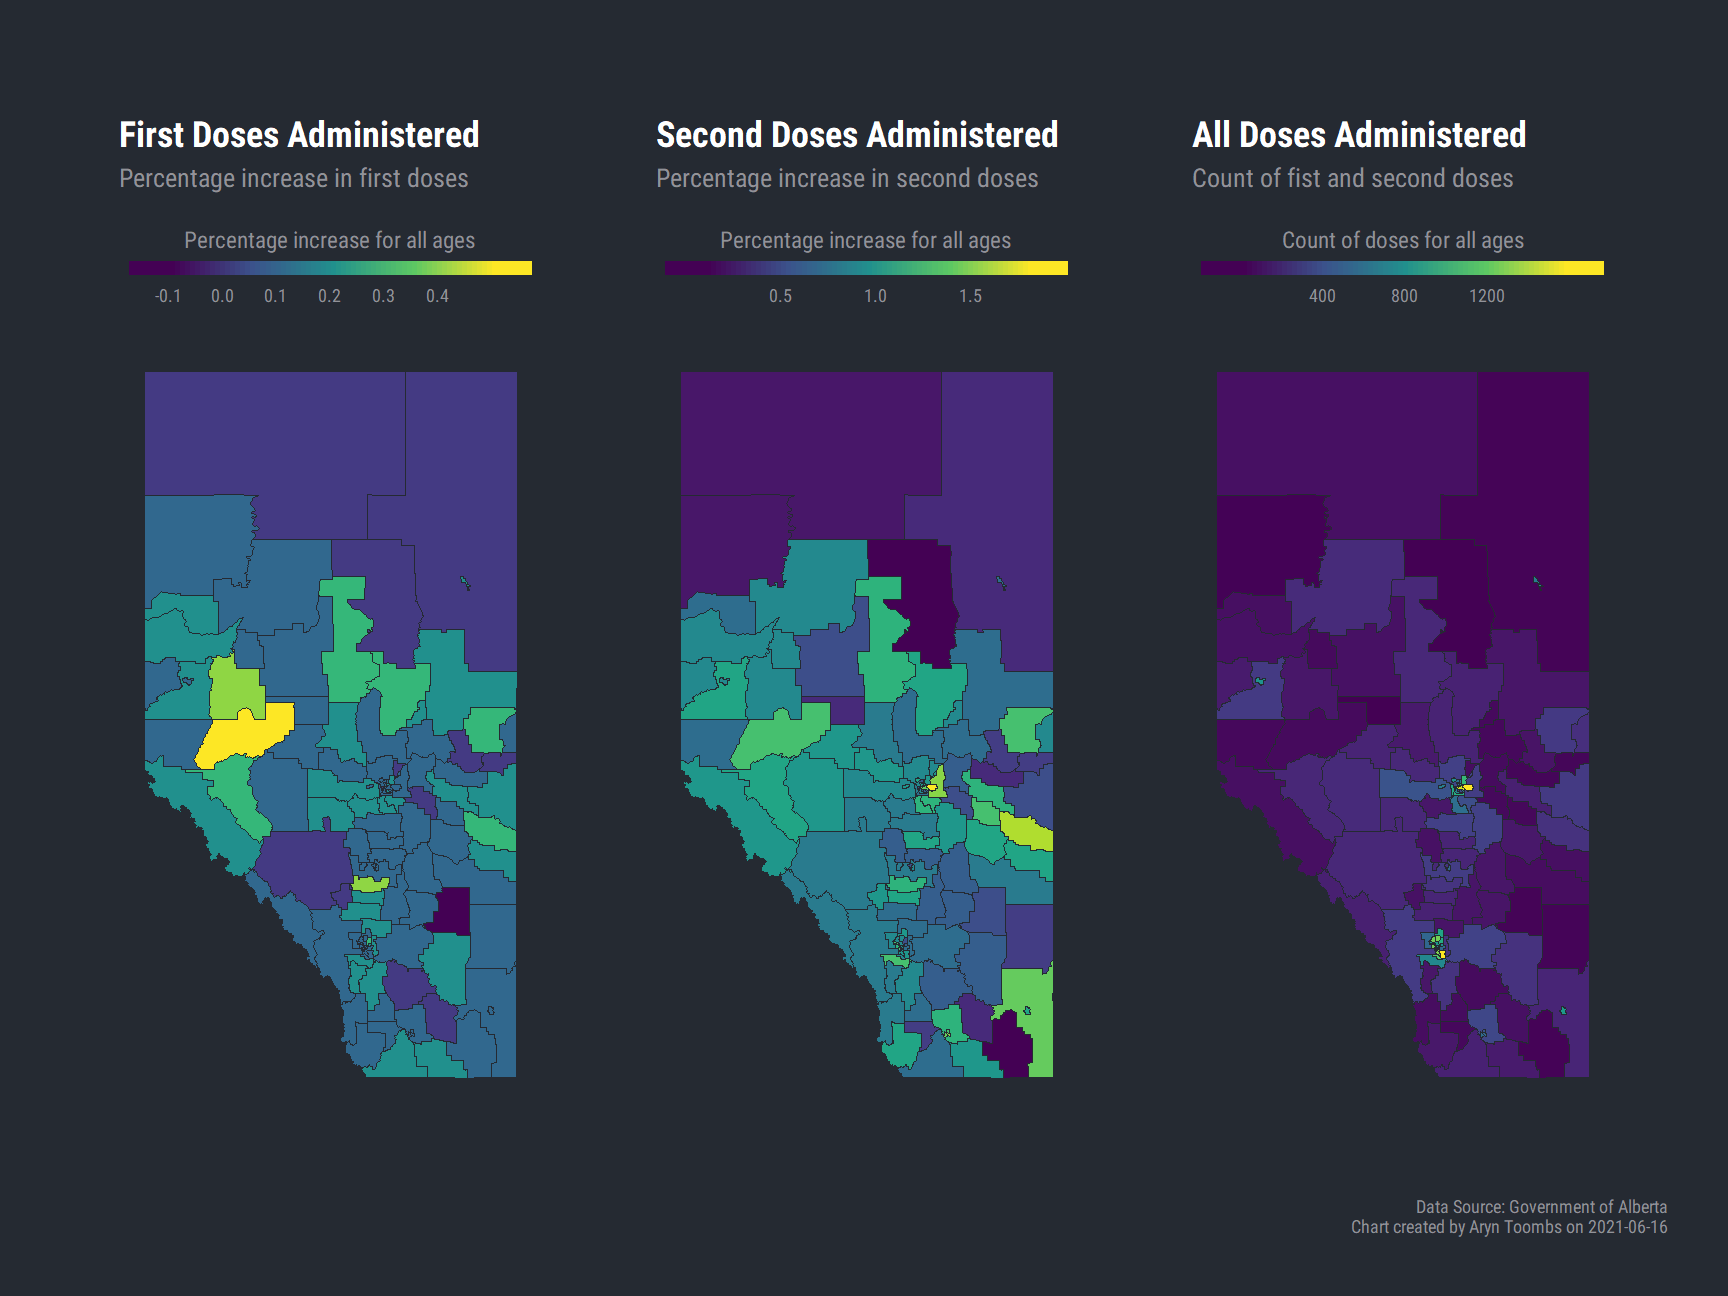 First Doses Administered
Percentage increase in first doses
Percentage increase for all ages
-0.1 0.0 0.1 0.2 0.3 0.4
Second Doses Administered
Percentage increase in second doses
Percentage increase for all ages
0.5 1.0 1.5
All Doses Administered
Count of fist and second doses
Count of doses for all ages
400 800 1200
Data Source: Government of Alberta
Chart created by Aryn Toombs on 2021-06-16